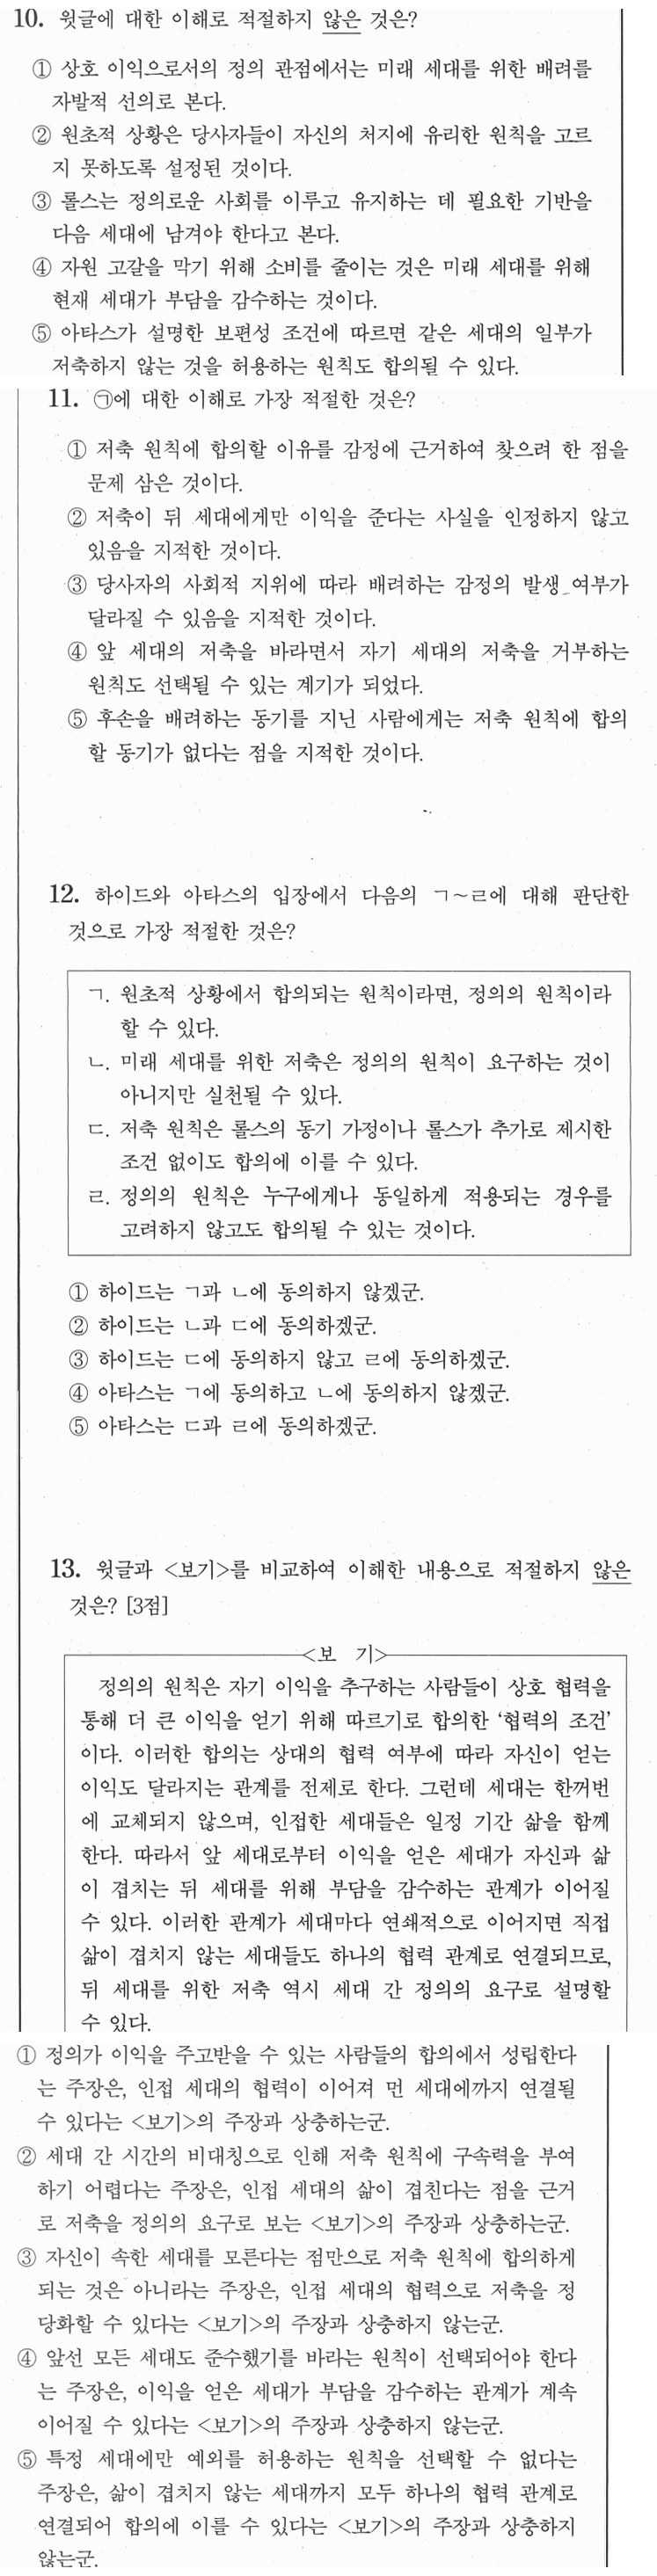 10. 윗글에 대한 이해로 적절하지 않은 것은?
① 상호 이익으로서의 정의 관점에서는 미래 세대를 위한 배려를
자발적 선의로 본다.
② 원초적 상황은 당사자들이 자신의 처지에 유리한 원칙을 고르
지 못하도록 설정된 것이다.
③ 롤스는 정의로운 사회를 이루고 유지하는 데 필요한 기반을
다음 세대에 남겨야 한다고 본다.
④ 자원 고갈을 막기 위해 소비를 줄이는 것은 미래 세대를 위해
현재 세대가 부담을 감수하는 것이다.
⑤ 아타스가 설명한 보편성 조건에 따르면 같은 세대의 일부가
저축하지 않는 것을 허용하는 원칙도 합의될 수 있다.
11. ㉠에 대한 이해로 가장 적절한 것은?
① 저축 원칙에 합의할 이유를 감정에 근거하여 찾으려 한 점을
문제 삼은 것이다.
② 저축이 뒤 세대에게만 이익을 준다는 사실을 인정하지 않고
있음을 지적한 것이다.
③ 당사자의 사회적 지위에 따라 배려하는 감정의 발생 여부가
달라질 수 있음을 지적한 것이다.
④ 앞 세대의 저축을 바라면서 자기 세대의 저축을 거부하는
원칙도 선택될 수 있는 계기가 되었다.
⑤ 후손을 배려하는 동기를 지닌 사람에게는 저축 원칙에 합의
할 동기가 없다는 점을 지적한 것이다.
12. 하이드와 아타스의 입장에서 다음의 ㄱ~ㄹ에 대해 판단한
것으로 가장 적절한 것은?
ㄱ. 원초적 상황에서 합의되는 원칙이라면, 정의의 원칙이라
할 수 있다.
ㄴ. 미래 세대를 위한 저축은 정의의 원칙이 요구하는 것이
아니지만 실천될 수 있다.
ㄷ. 저축 원칙은 롤스의 동기 가정이나 롤스가 추가로 제시한
조건 없이도 합의에 이를 수 있다.
ㄹ. 정의의 원칙은 누구에게나 동일하게 적용되는 경우를
고려하지 않고도 합의될 수 있는 것이다.
① 하이드는 ㄱ과 ㄴ에 동의하지 않겠군.
② 하이드는 ㄴ과 ㄷ에 동의하겠군.
③ 하이드는 ㄷ에 동의하지 않고 ㄹ에 동의하겠군.
④ 아타스는 ㄱ에 동의하고 ㄴ에 동의하지 않겠군.
⑤ 아타스는 ㄷ과 ㄹ에 동의하겠군.
13. 윗글과 <보기>를 비교하여 이해한 내용으로 적절하지 않은
것은? [3점]
<보 기>
정의의 원칙은 자기 이익을 추구하는 사람들이 상호 협력을
통해 더 큰 이익을 얻기 위해 따르기로 합의한 ‘협력의 조건’
이다. 이러한 합의는 상대의 협력 여부에 따라 자신이 얻는
이익도 달라지는 관계를 전제로 한다. 그런데 세대는 한꺼번
에 교체되지 않으며, 인접한 세대들은 일정 기간 삶을 함께
한다. 따라서 앞 세대로부터 이익을 얻은 세대가 자신과 삶
이 겹치는 뒤 세대를 위해 부담을 감수하는 관계가 이어질
수 있다. 이러한 관계가 세대마다 연쇄적으로 이어지면 직접
삶이 겹치지 않는 세대들도 하나의 협력 관계로 연결되므로,
뒤 세대를 위한 저축 역시 세대 간 정의의 요구로 설명할
수 있다.
① 정의가 이익을 주고받을 수 있는 사람들의 합의에서 성립한다
는 주장은, 인접 세대의 협력이 이어져 먼 세대에까지 연결될
수 있다는 <보기>의 주장과 상충하는군.
② 세대 간 시간의 비대칭으로 인해 저축 원칙에 구속력을 부여
하기 어렵다는 주장은, 인접 세대의 삶이 겹친다는 점을 근거
로 저축을 정의의 요구로 보는 <보기>의 주장과 상충하는군.
③ 자신이 속한 세대를 모른다는 점만으로 저축 원칙에 합의하게
되는 것은 아니라는 주장은, 인접 세대의 협력으로 저축을 정
당화할 수 있다는 <보기>의 주장과 상충하지 않는군.
④ 앞선 모든 세대도 준수했기를 바라는 원칙이 선택되어야 한다
는 주장은, 이익을 얻은 세대가 부담을 감수하는 관계가 계속
이어질 수 있다는 <보기>의 주장과 상충하지 않는군.
⑤ 특정 세대에만 예외를 허용하는 원칙을 선택할 수 없다는
주장은, 삶이 겹치지 않는 세대까지 모두 하나의 협력 관계로
연결되어 합의에 이를 수 있다는 <보기>의 주장과 상충하지
않는군.